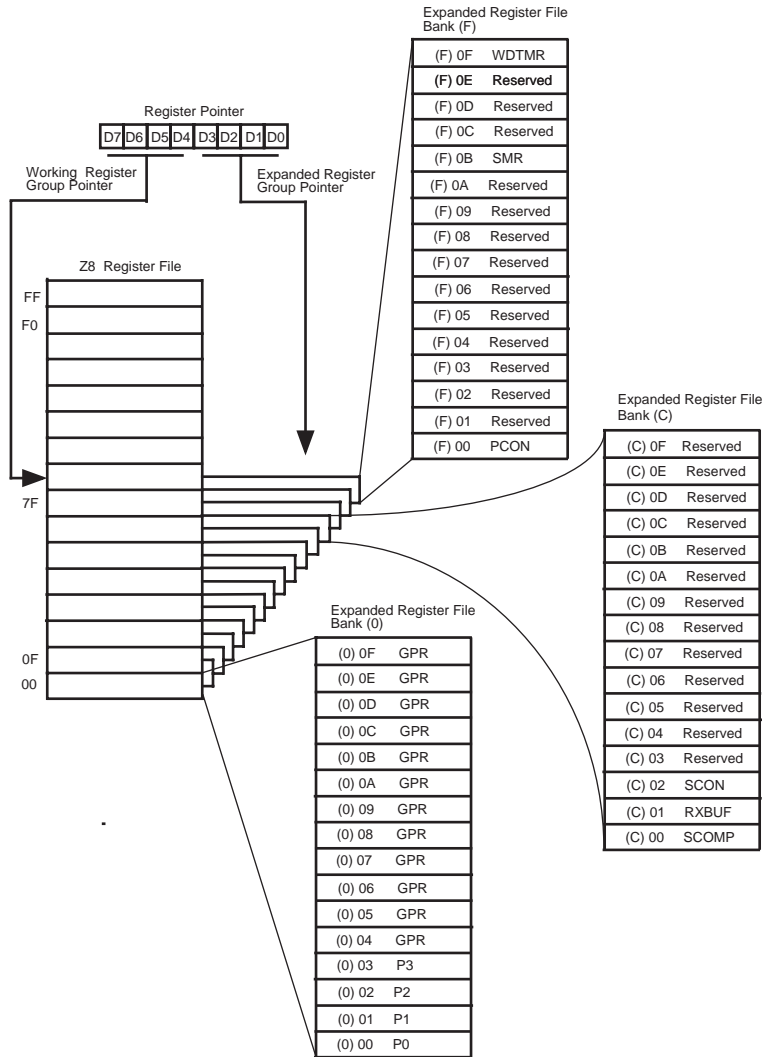 Expanded Register File
Bank (F)
(F) 0F WDTMR
(F) 0E Reserved
(F) 0D Reserved
(F) 0C Reserved
(F) 0B SMR
(F) 0A Reserved
(F) 09 Reserved
(F) 08 Reserved
(F) 07 Reserved
(F) 06 Reserved
(F) 05 Reserved
(F) 04 Reserved
(F) 03 Reserved
(F) 02 Reserved
(F) 01 Reserved
(F) 00 PCON
Register Pointer
D7 D6 D5 D4 D3 D2 D1 D0
Working Register
Group Pointer
Expanded Register
Group Pointer
Z8 Register File
FF
F0
7F
0F
00
Expanded Register File
Bank (C)
(C) 0F Reserved
(C) 0E Reserved
(C) 0D Reserved
(C) 0C Reserved
(C) 0B Reserved
(C) 0A Reserved
(C) 09 Reserved
(C) 08 Reserved
(C) 07 Reserved
(C) 06 Reserved
(C) 05 Reserved
(C) 04 Reserved
(C) 03 Reserved
(C) 02 SCON
(C) 01 RXBUF
(C) 00 SCOMP
Expanded Register File
Bank (0)
(0) 0F GPR
(0) 0E GPR
(0) 0D GPR
(0) 0C GPR
(0) 0B GPR
(0) 0A GPR
(0) 09 GPR
(0) 08 GPR
(0) 07 GPR
(0) 06 GPR
(0) 05 GPR
(0) 04 GPR
(0) 03 P3
(0) 02 P2
(0) 01 P1
(0) 00 P0